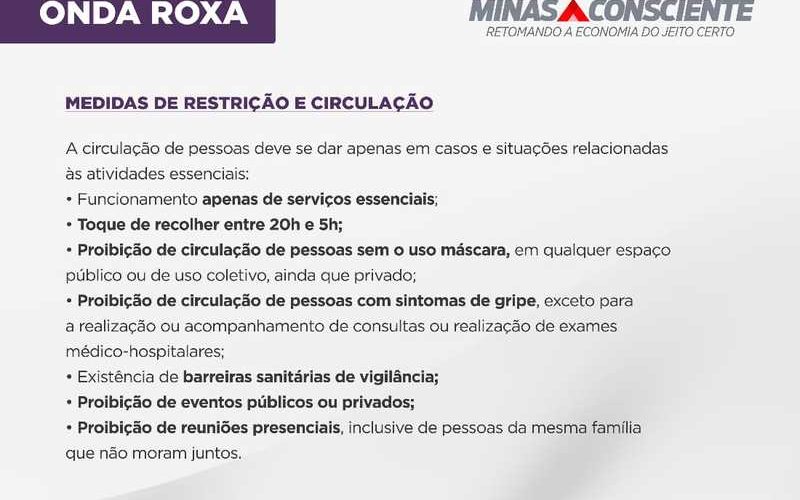 ONDA ROXA
MINAS CONSCIENTE
RETOMANDO A ECONOMIA DO JEITO CERTO
MEDIDAS DE RESTRIÇÃO E CIRCULAÇÃO
A circulação de pessoas deve se dar apenas em casos e situações relacionadas
às atividades essenciais:
• Funcionamento apenas de serviços essenciais;
• Toque de recolher entre 20h e 5h;
• Proibição de circulação de pessoas sem o uso máscara, em qualquer espaço
público ou de uso coletivo, ainda que privado;
• Proibição de circulação de pessoas com sintomas de gripe, exceto para
a realização ou acompanhamento de consultas ou realização de exames
médico-hospitalares;
• Existência de barreiras sanitárias de vigilância;
• Proibição de eventos públicos ou privados;
• Proibição de reuniões presenciais, inclusive de pessoas da mesma família
que não moram juntos.